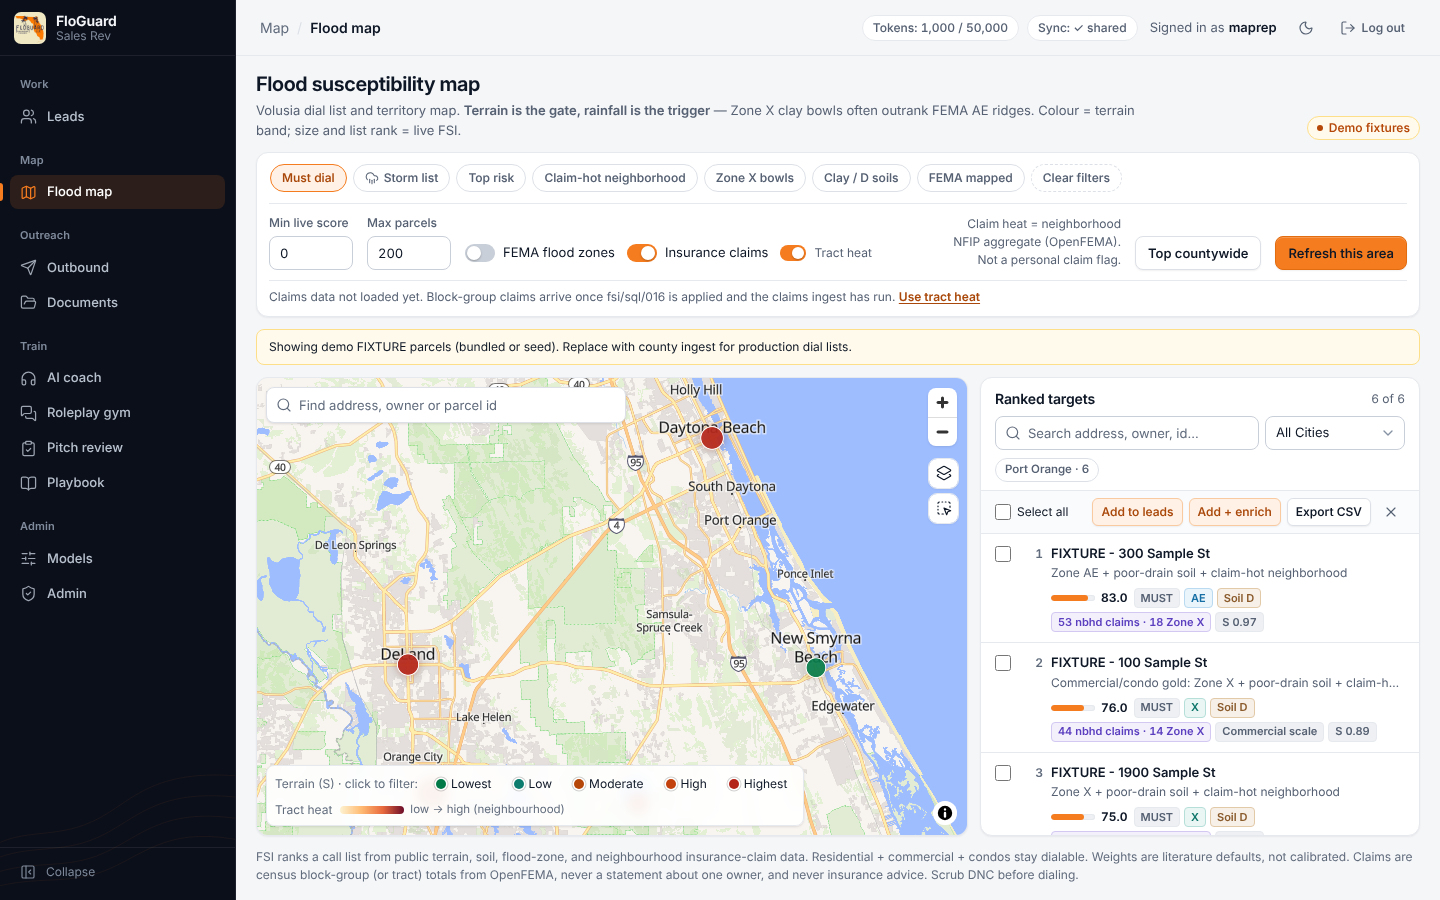 FloGuard
Sales Rev
Work
Leads
Map
Flood map
Outreach
Outbound
Documents
Train
AI coach
Roleplay gym
Pitch review
Playbook
Admin
Models
Admin
Collapse
Map / Flood map
Tokens: 1,000 / 50,000
Sync: ✓ shared
Signed in as maprep
Log out
Flood susceptibility map
Volusia dial list and territory map. Terrain is the gate, rainfall is the trigger — Zone X clay bowls often outrank FEMA AE ridges. Colour = terrain
band; size and list rank = live FSI.
Demo fixtures
Must dial
Storm list
Top risk
Claim-hot neighborhood
Zone X bowls
Clay / D soils
FEMA mapped
Clear filters
Min live score
Max parcels
0
200
FEMA flood zones
Insurance claims
Tract heat
Claim heat = neighborhood
NFIP aggregate (OpenFEMA).
Not a personal claim flag.
Top countywide
Refresh this area
Claims data not loaded yet. Block-group claims arrive once fsi/sql/016 is applied and the claims ingest has run. Use tract heat
Showing demo FIXTURE parcels (bundled or seed). Replace with county ingest for production dial lists.
Find address, owner or parcel id
40
Holly Hill
Daytona Beach
95
40
South Daytona
Port Orange
4
De Leon Springs
Ponce Inlet
Samsula-
Spruce Creek
New Smyrna
Beach
DeLand
95
Edgewater
Lake Helen
Orange City
Terrain (S) · click to filter:
Lowest
Low
Moderate
High
Highest
Tract heat
low → high (neighbourhood)
Ranked targets
6 of 6
Search address, owner, id...
All Cities
Port Orange · 6
Select all
Add to leads
Add + enrich
Export CSV
1 FIXTURE - 300 Sample St
Zone AE + poor-drain soil + claim-hot neighborhood
83.0 MUST AE Soil D
53 nbhd claims · 18 Zone X S 0.97
2 FIXTURE - 100 Sample St
Commercial/condo gold: Zone X + poor-drain soil + claim-h...
76.0 MUST X Soil D
44 nbhd claims · 14 Zone X Commercial scale S 0.89
3 FIXTURE - 1900 Sample St
Zone X + poor-drain soil + claim-hot neighborhood
75.0 MUST X Soil D
FSI ranks a call list from public terrain, soil, flood-zone, and neighbourhood insurance-claim data. Residential + commercial + condos stay dialable. Weights are literature defaults, not calibrated. Claims are
census block-group (or tract) totals from OpenFEMA, never a statement about one owner, and never insurance advice. Scrub DNC before dialing.